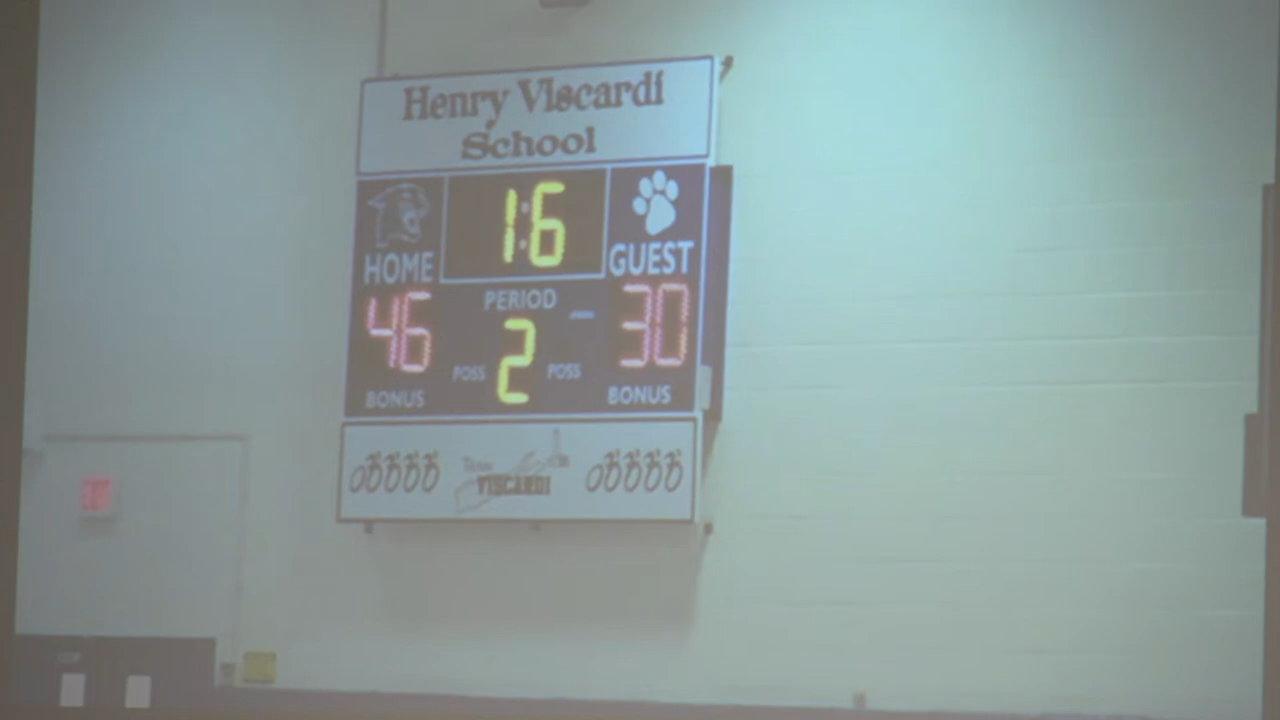 Henry Viscardi
School
1:6
HOME
GUEST
46
PERIOD
30
2
POSS
POSS
BONUS
BONUS
VISCARDI